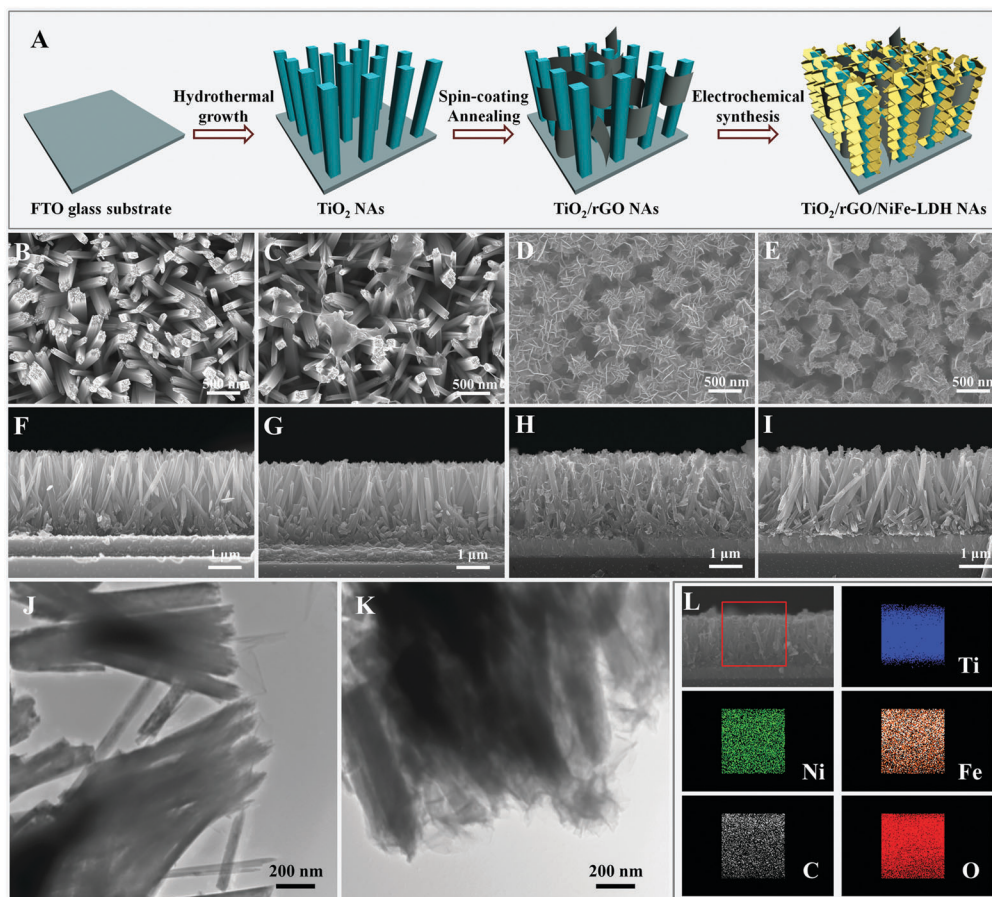 A
Hydrothermal
growth
Spin-coating
Annealing
Electrochemical
synthesis
FTO glass substrate
TiO₂ NAs
TiO₂/rGO NAs
TiO₂/rGO/NiFe-LDH NAs
B
500 nm
C
500 nm
D
500 nm
E
500 nm
F
1 μm
G
1 μm
H
1 μm
I
1 μm
J
200 nm
K
200 nm
L
Ti
Ni
Fe
C
O